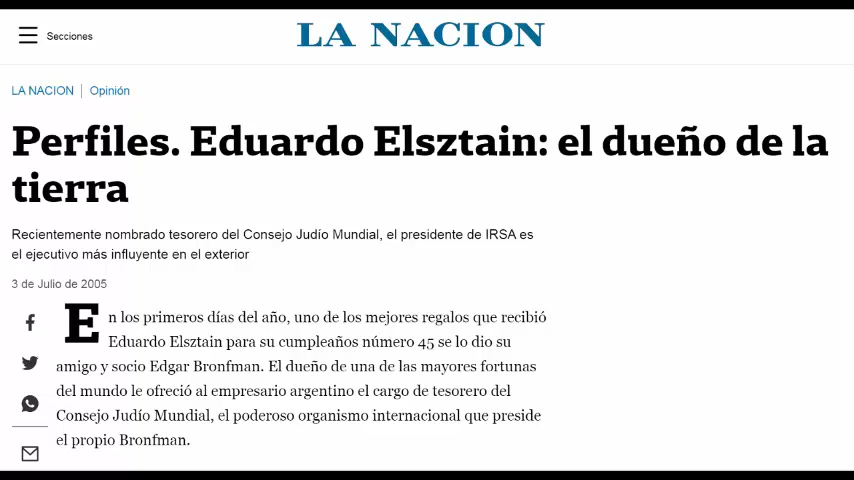 Secciones
LA NACION
LA NACION | Opinión
Perfiles. Eduardo Elsztain: el dueño de la
tierra
Recientemente nombrado tesorero del Consejo Judío Mundial, el presidente de IRSA es
el ejecutivo más influyente en el exterior
3 de Julio de 2005
En los primeros días del año, uno de los mejores regalos que recibió
Eduardo Elsztain para su cumpleaños número 45 se lo dio su
amigo y socio Edgar Bronfman. El dueño de una de las mayores fortunas
del mundo le ofreció al empresario argentino el cargo de tesorero del
Consejo Judío Mundial, el poderoso organismo internacional que preside
el propio Bronfman.